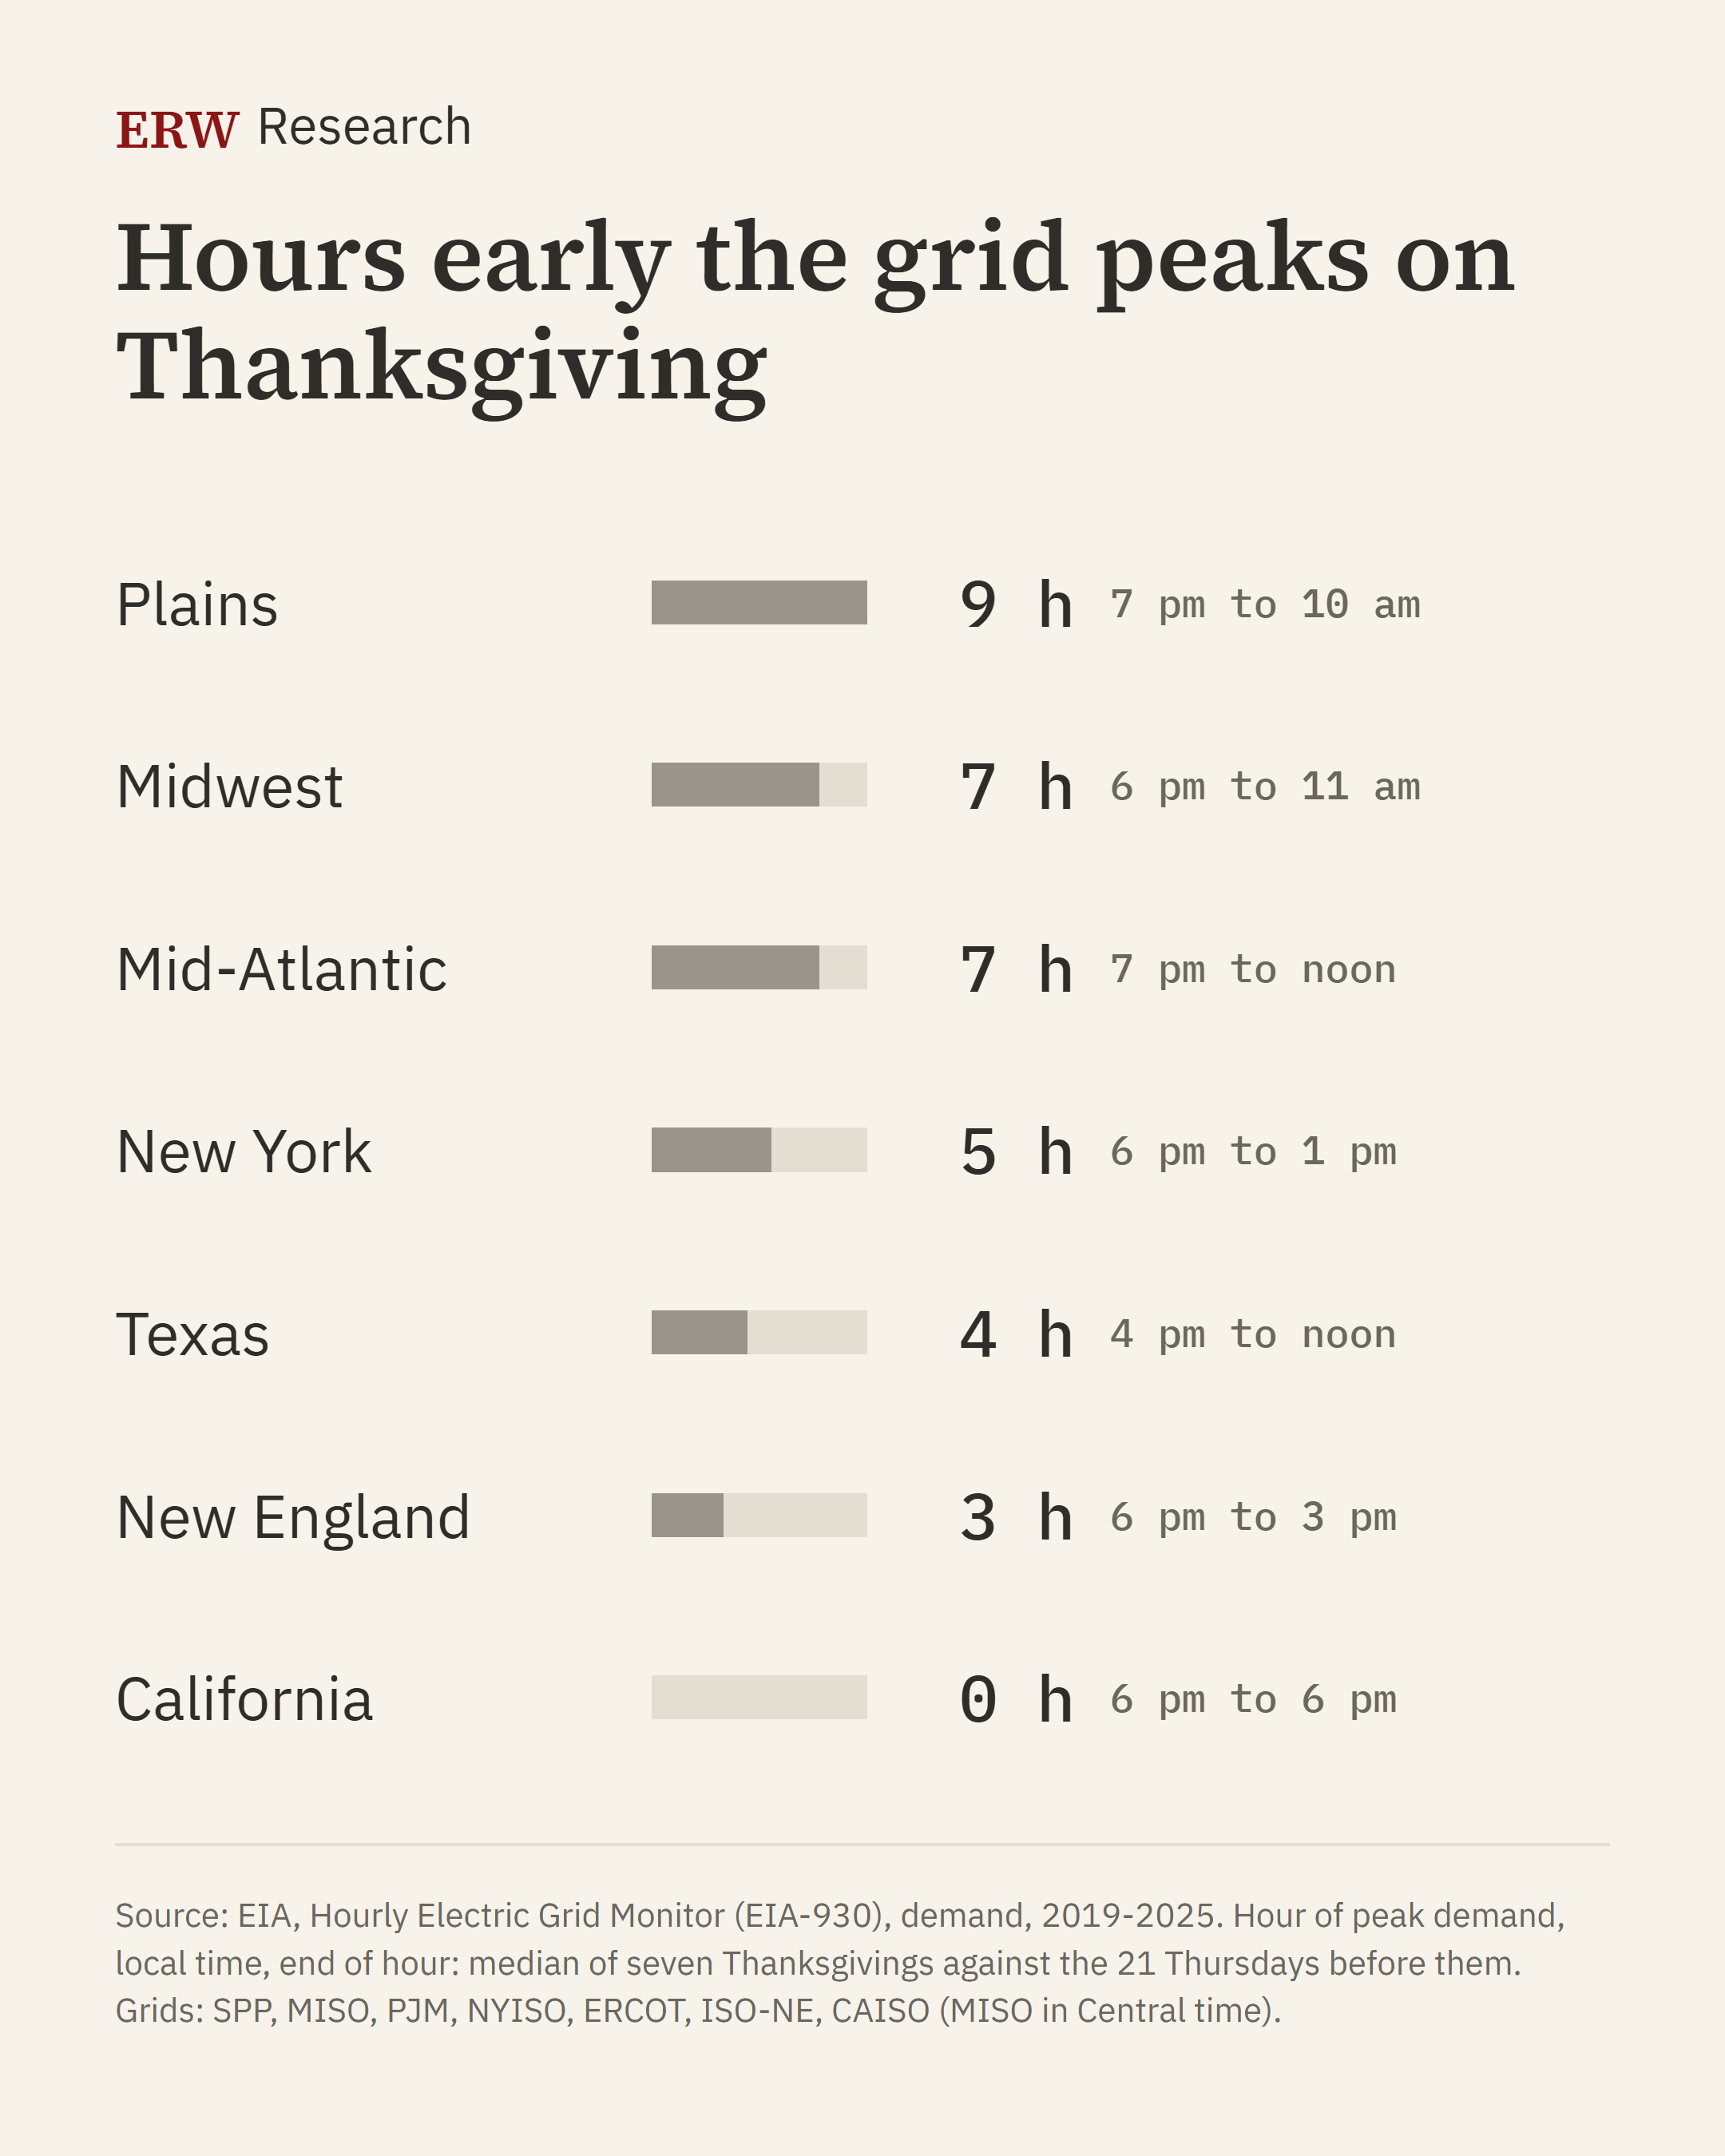 ERW Research
Hours early the grid peaks on
Thanksgiving
Plains 9 h 7 pm to 10 am
Midwest 7 h 6 pm to 11 am
Mid-Atlantic 7 h 7 pm to noon
New York 5 h 6 pm to 1 pm
Texas 4 h 4 pm to noon
New England 3 h 6 pm to 3 pm
California 0 h 6 pm to 6 pm
Source: EIA, Hourly Electric Grid Monitor (EIA-930), demand, 2019-2025. Hour of peak demand,
local time, end of hour: median of seven Thanksgivings against the 21 Thursdays before them.
Grids: SPP, MISO, PJM, NYISO, ERCOT, ISO-NE, CAISO (MISO in Central time).